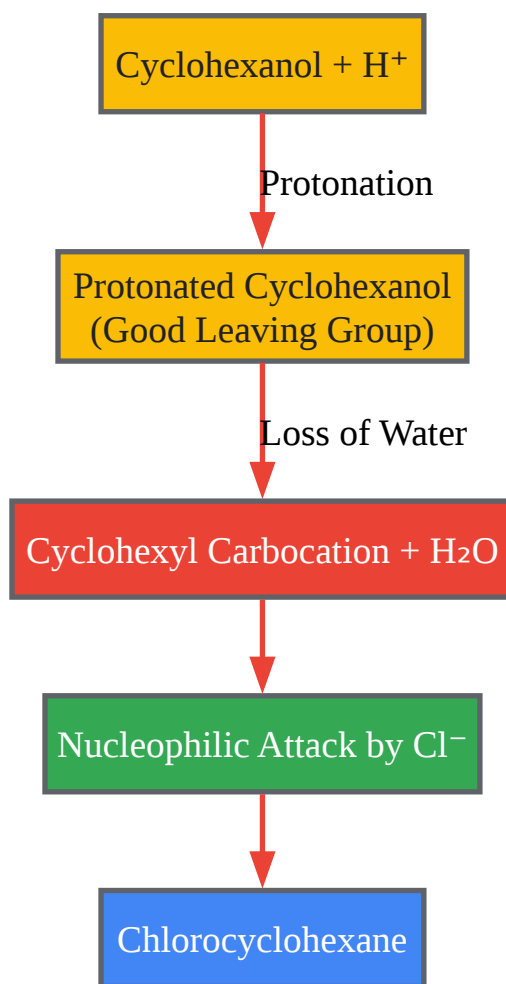 Cyclohexanol + H⁺
Protonation
Protonated Cyclohexanol
(Good Leaving Group)
Loss of Water
Cyclohexyl Carbocation + H₂O
Nucleophilic Attack by Cl⁻
Chlorocyclohexane